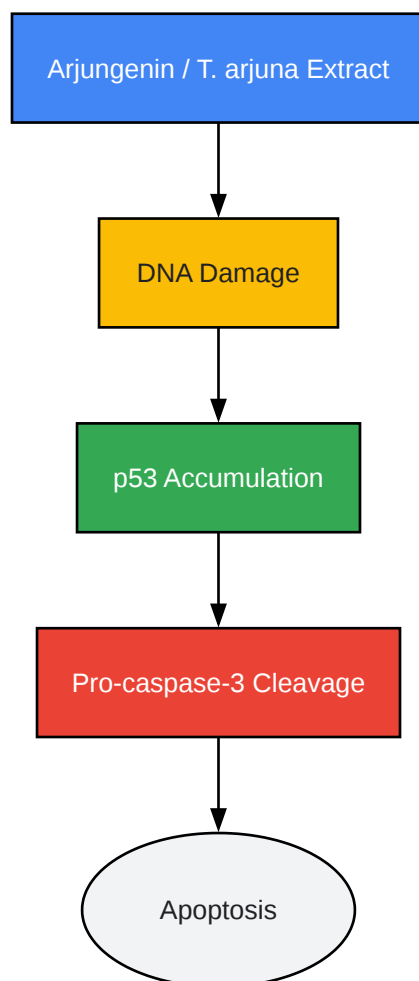 Arjungenin / T. arjuna Extract
DNA Damage
p53 Accumulation
Pro-caspase-3 Cleavage
Apoptosis